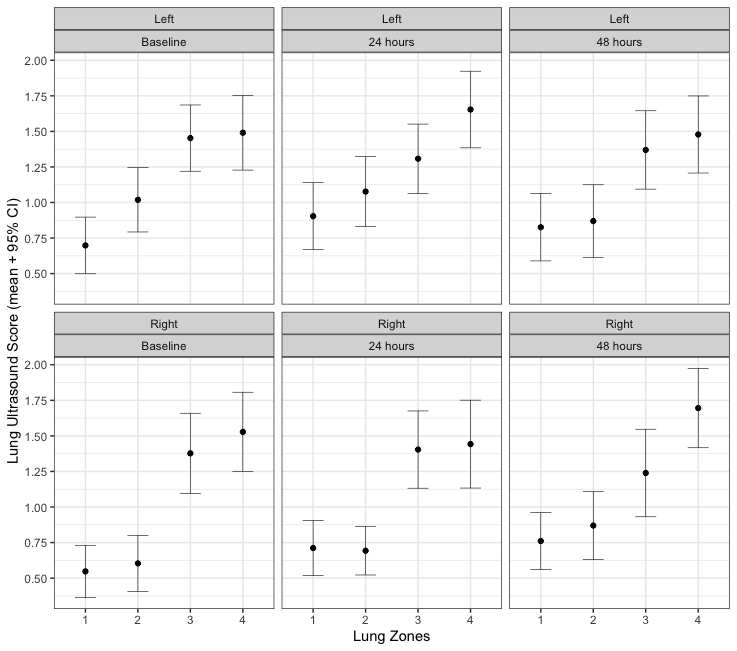 Left Left Left
Baseline 24 hours 48 hours
2.00
1.75
1.50
1.25
1.00
0.75
0.50
Right Right Right
Baseline 24 hours 48 hours
2.00
1.75
1.50
1.25
1.00
0.75
0.50
1 2 3 4 1 2 3 4 1 2 3 4
Lung Zones
Lung Ultrasound Score (mean + 95% CI)